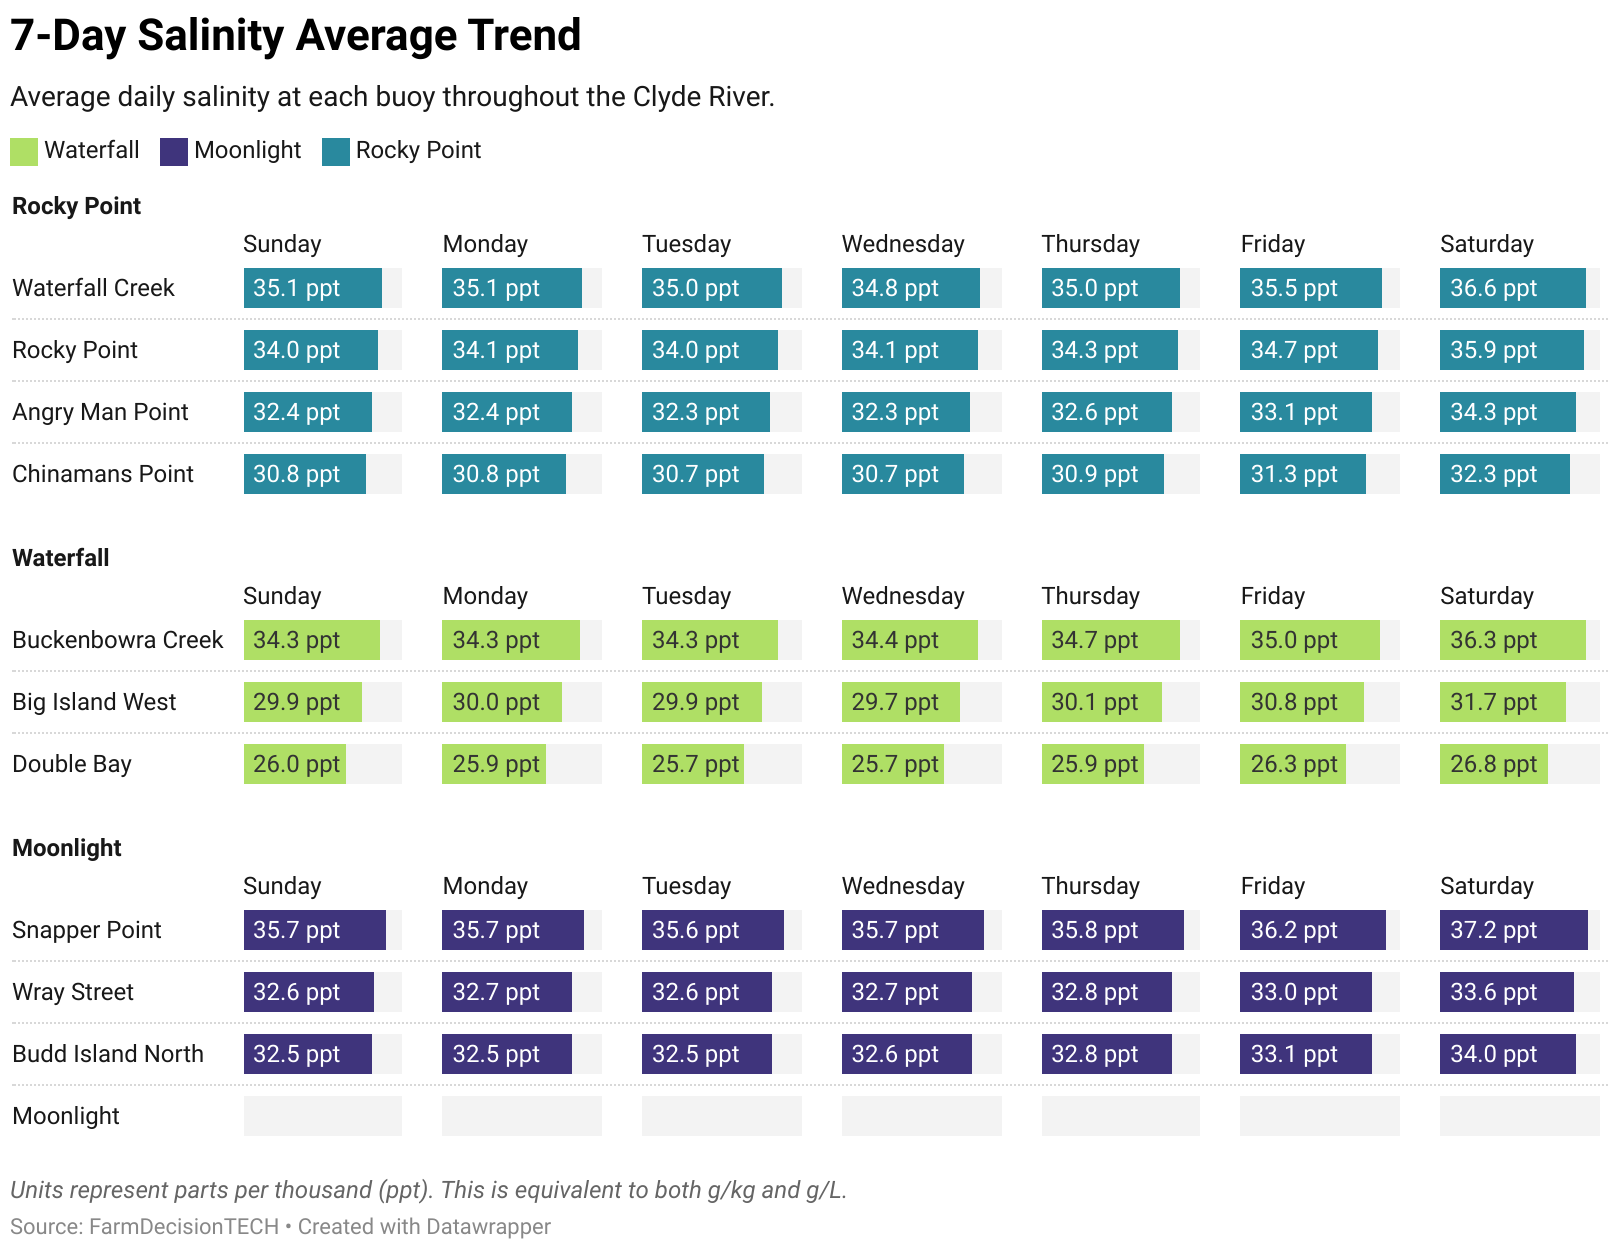 7-Day Salinity Average Trend
Average daily salinity at each buoy throughout the Clyde River.
Waterfall Moonlight Rocky Point
Rocky Point
Sunday Monday Tuesday Wednesday Thursday Friday Saturday
Waterfall Creek 35.1 ppt 35.1 ppt 35.0 ppt 34.8 ppt 35.0 ppt 35.5 ppt 36.6 ppt
Rocky Point 34.0 ppt 34.1 ppt 34.0 ppt 34.1 ppt 34.3 ppt 34.7 ppt 35.9 ppt
Angry Man Point 32.4 ppt 32.4 ppt 32.3 ppt 32.3 ppt 32.6 ppt 33.1 ppt 34.3 ppt
Chinamans Point 30.8 ppt 30.8 ppt 30.7 ppt 30.7 ppt 30.9 ppt 31.3 ppt 32.3 ppt
Waterfall
Sunday Monday Tuesday Wednesday Thursday Friday Saturday
Buckenbowra Creek 34.3 ppt 34.3 ppt 34.3 ppt 34.4 ppt 34.7 ppt 35.0 ppt 36.3 ppt
Big Island West 29.9 ppt 30.0 ppt 29.9 ppt 29.7 ppt 30.1 ppt 30.8 ppt 31.7 ppt
Double Bay 26.0 ppt 25.9 ppt 25.7 ppt 25.7 ppt 25.9 ppt 26.3 ppt 26.8 ppt
Moonlight
Sunday Monday Tuesday Wednesday Thursday Friday Saturday
Snapper Point 35.7 ppt 35.7 ppt 35.6 ppt 35.7 ppt 35.8 ppt 36.2 ppt 37.2 ppt
Wray Street 32.6 ppt 32.7 ppt 32.6 ppt 32.7 ppt 32.8 ppt 33.0 ppt 33.6 ppt
Budd Island North 32.5 ppt 32.5 ppt 32.5 ppt 32.6 ppt 32.8 ppt 33.1 ppt 34.0 ppt
Moonlight
Units represent parts per thousand (ppt). This is equivalent to both g/kg and g/L.
Source: FarmDecisionTECH • Created with Datawrapper